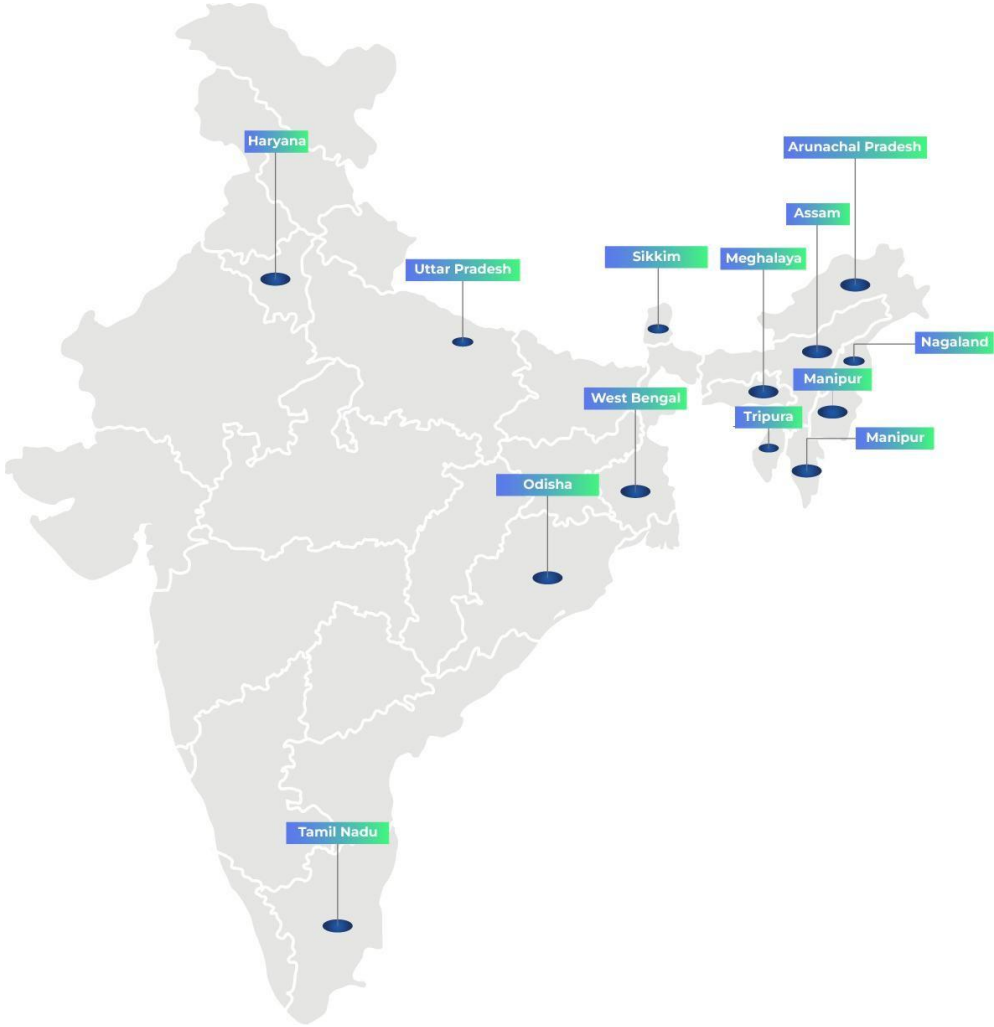 Haryana
Arunachal Pradesh
Assam
Sikkim
Meghalaya
Uttar Pradesh
Nagaland
Manipur
West Bengal
Tripura
Manipur
Odisha
Tamil Nadu